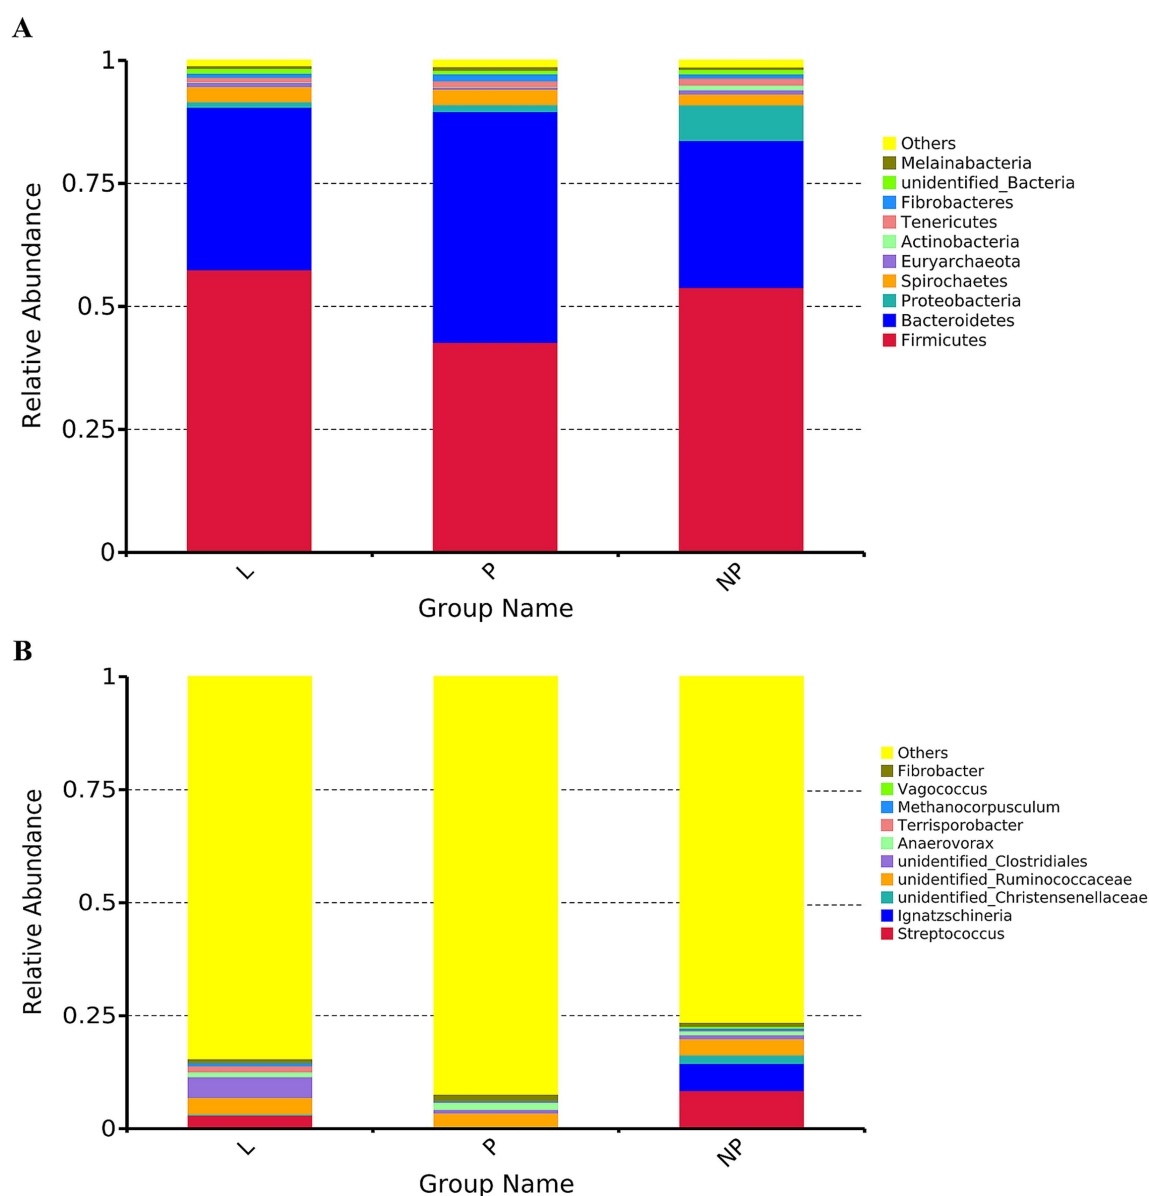 A
1
0.75
0.5
0.25
0
Relative Abundance
L
P
NP
Group Name
Others
Melainabacteria
unidentified_Bacteria
Fibrobacteres
Tenericutes
Actinobacteria
Euryarchaeota
Spirochaetes
Proteobacteria
Bacteroidetes
Firmicutes
B
1
0.75
0.5
0.25
0
Relative Abundance
L
P
NP
Group Name
Others
Fibrobacter
Vagococcus
Methanocorpusculum
Terrisporobacter
Anaerovorax
unidentified_Clostridiales
unidentified_Ruminococcaceae
unidentified_Christensenellaceae
Ignatzschineria
Streptococcus